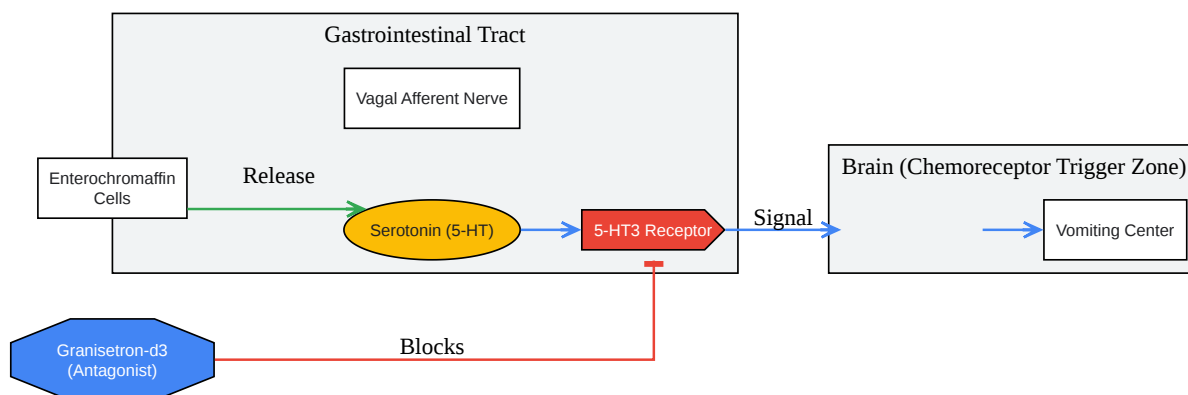 Gastrointestinal Tract
Vagal Afferent Nerve
Enterochromaffin
Cells
Release
Serotonin (5-HT)
5-HT3 Receptor
Signal
Brain (Chemoreceptor Trigger Zone)
Vomiting Center
Granisetron-d3
(Antagonist)
Blocks